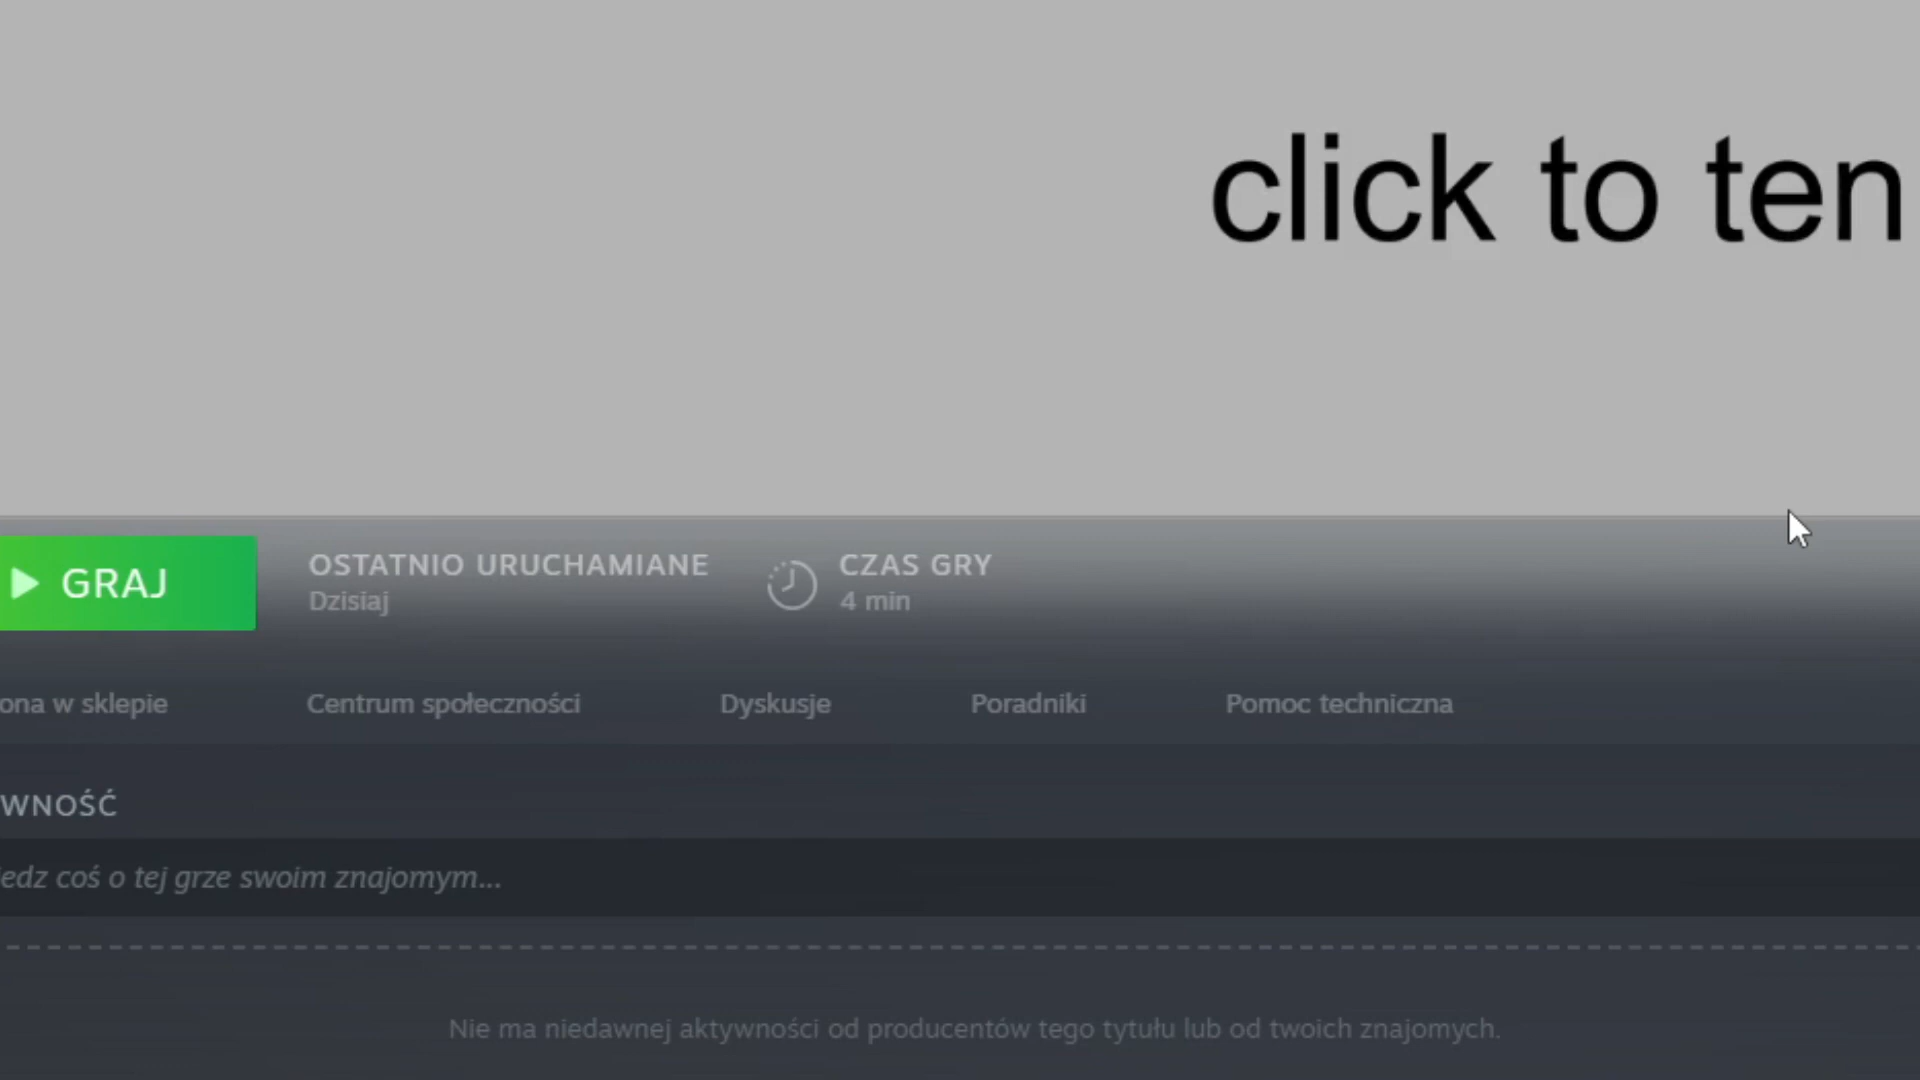 click to ten
GRAJ
OSTATNIO URUCHAMIANE
Dzisiaj
CZAS GRY
4 min
ona w sklepie
Centrum społeczności
Dyskusje
Poradniki
Pomoc techniczna
WNOŚĆ
edz coś o tej grze swoim znajomym...
Nie ma niedawnej aktywności od producentów tego tytułu lub od twoich znajomych.